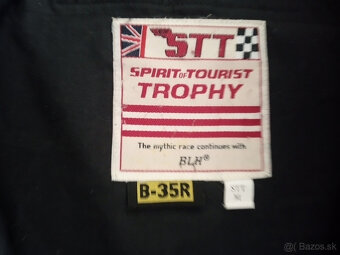 STT
SPIRIT OF TOURIST
TROPHY
The mythic race continues with
BLH®
B-35R
Bazos.sk